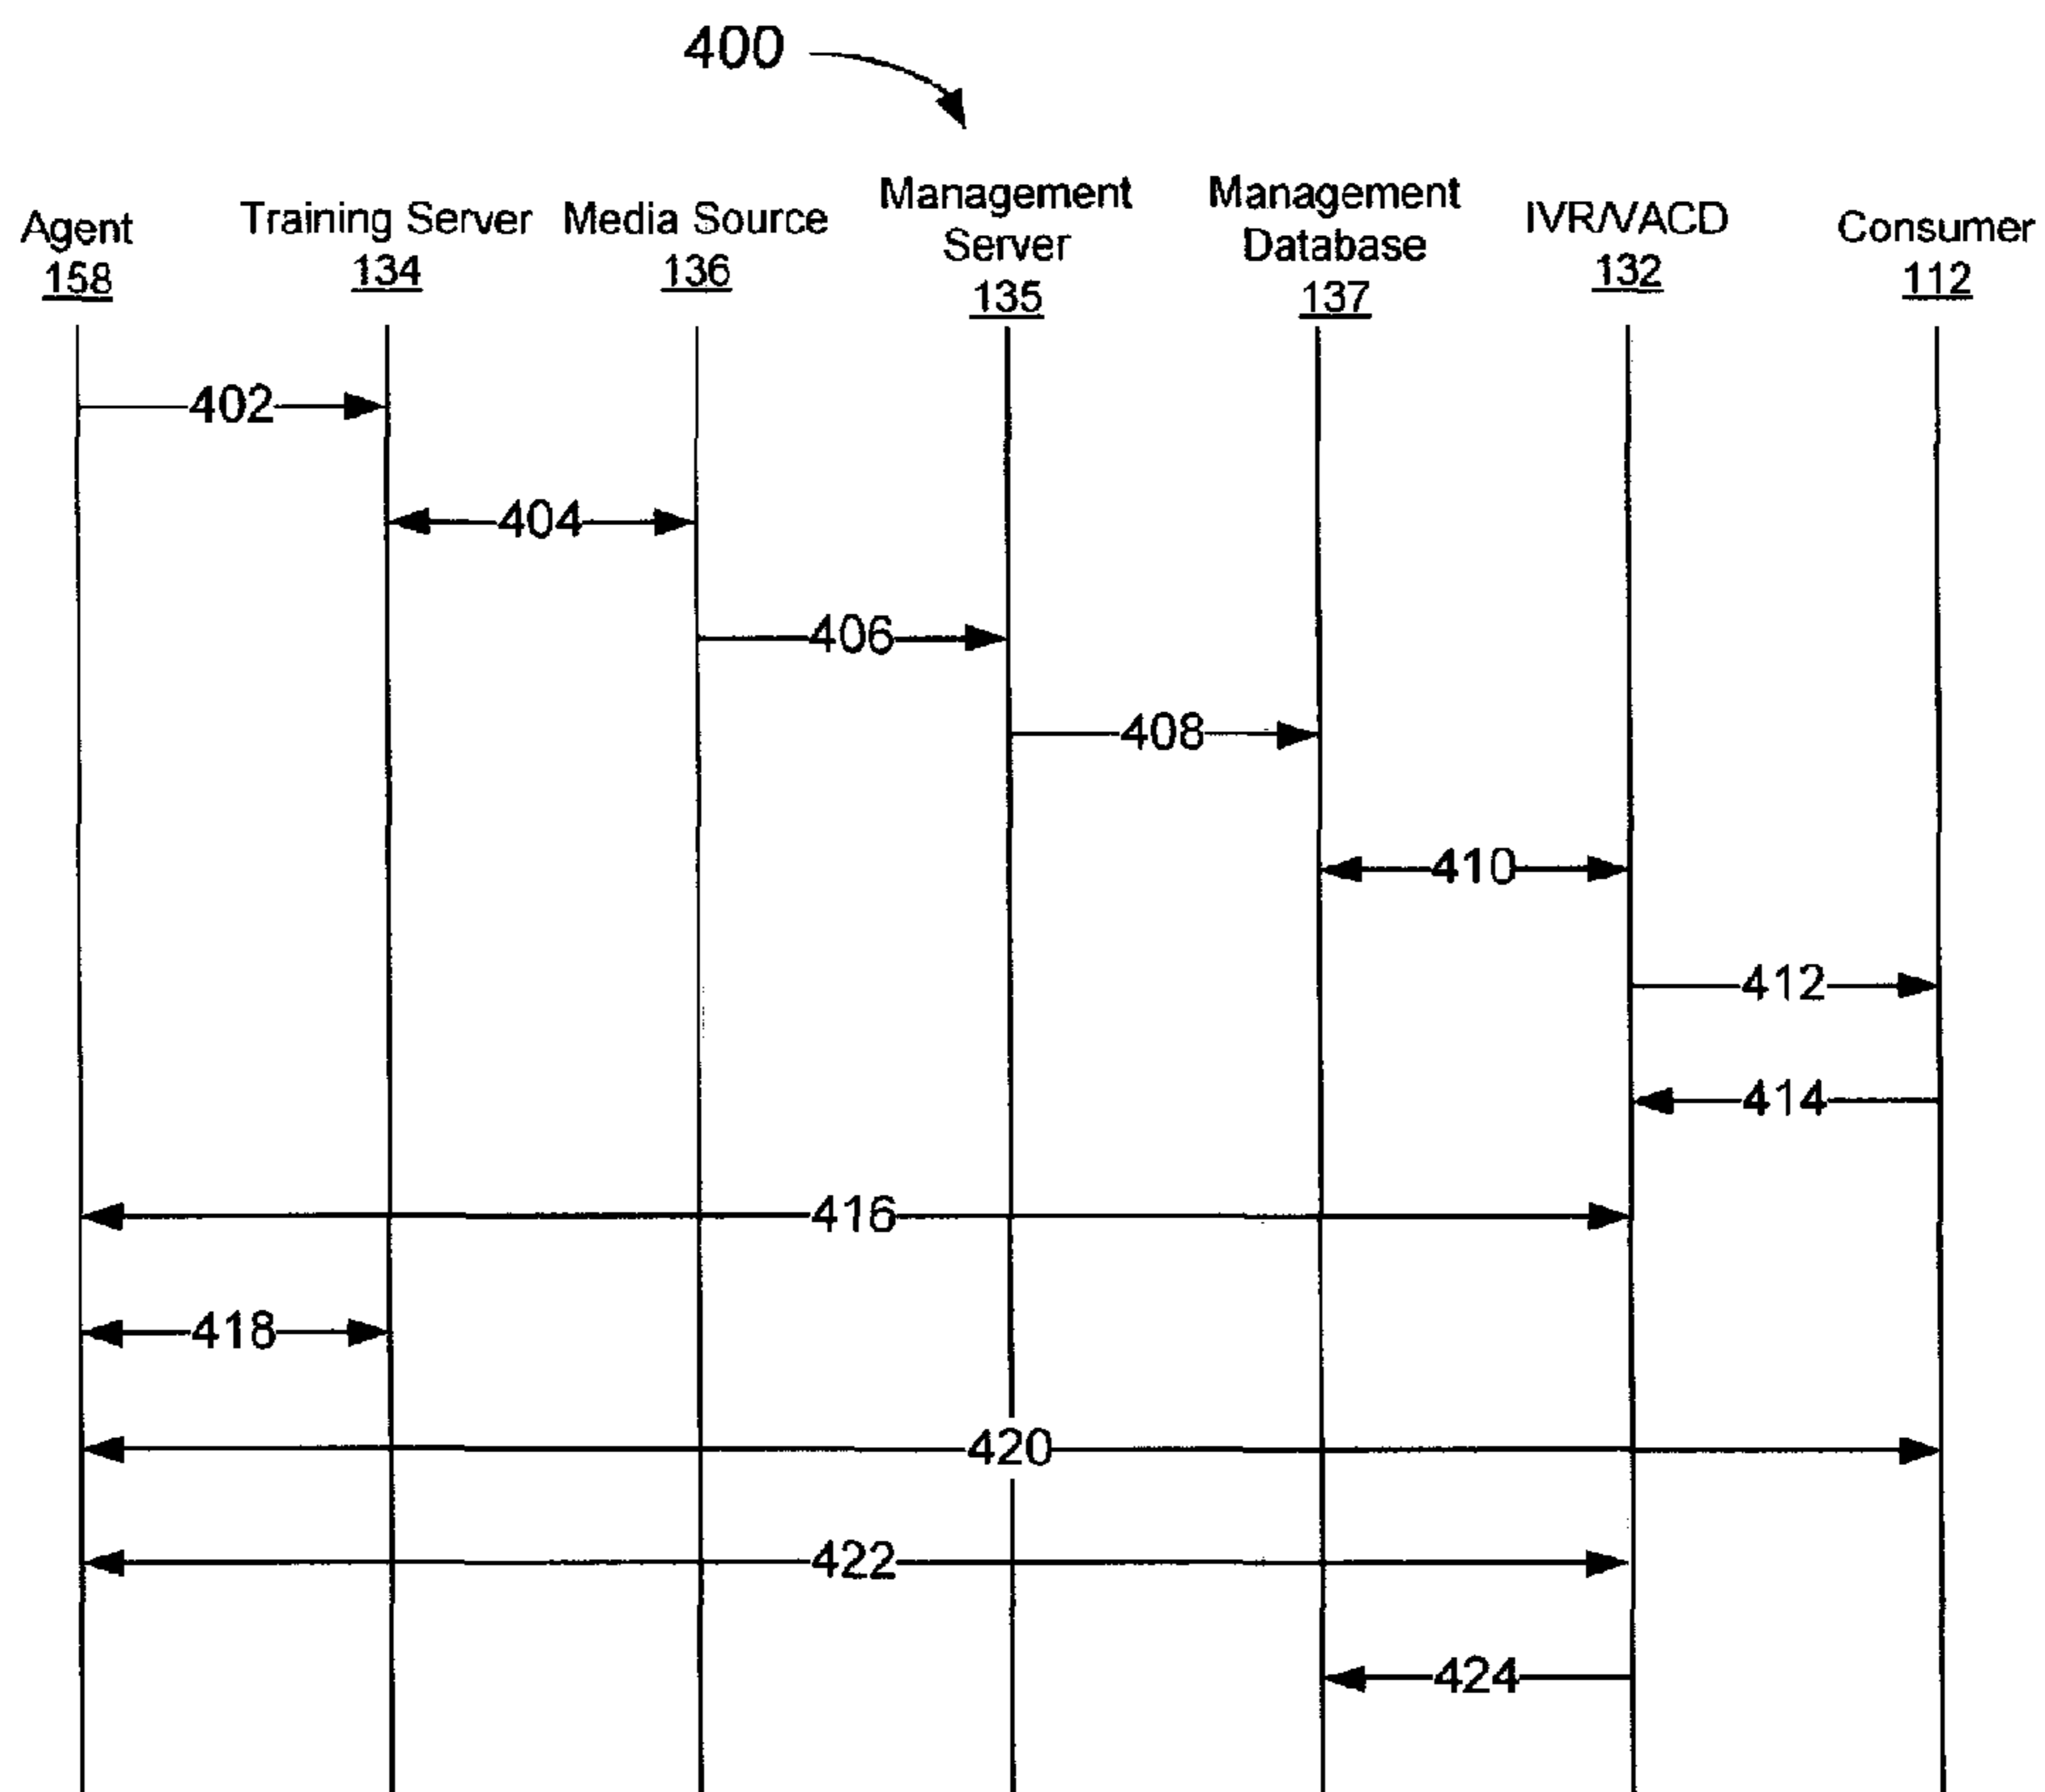 400
Agent
158
Training Server
134
Media Source
136
Management
Server
135
Management
Database
137
IVR/VACD
132
Consumer
112
402
404
406
408
410
412
414
416
418
420
422
424